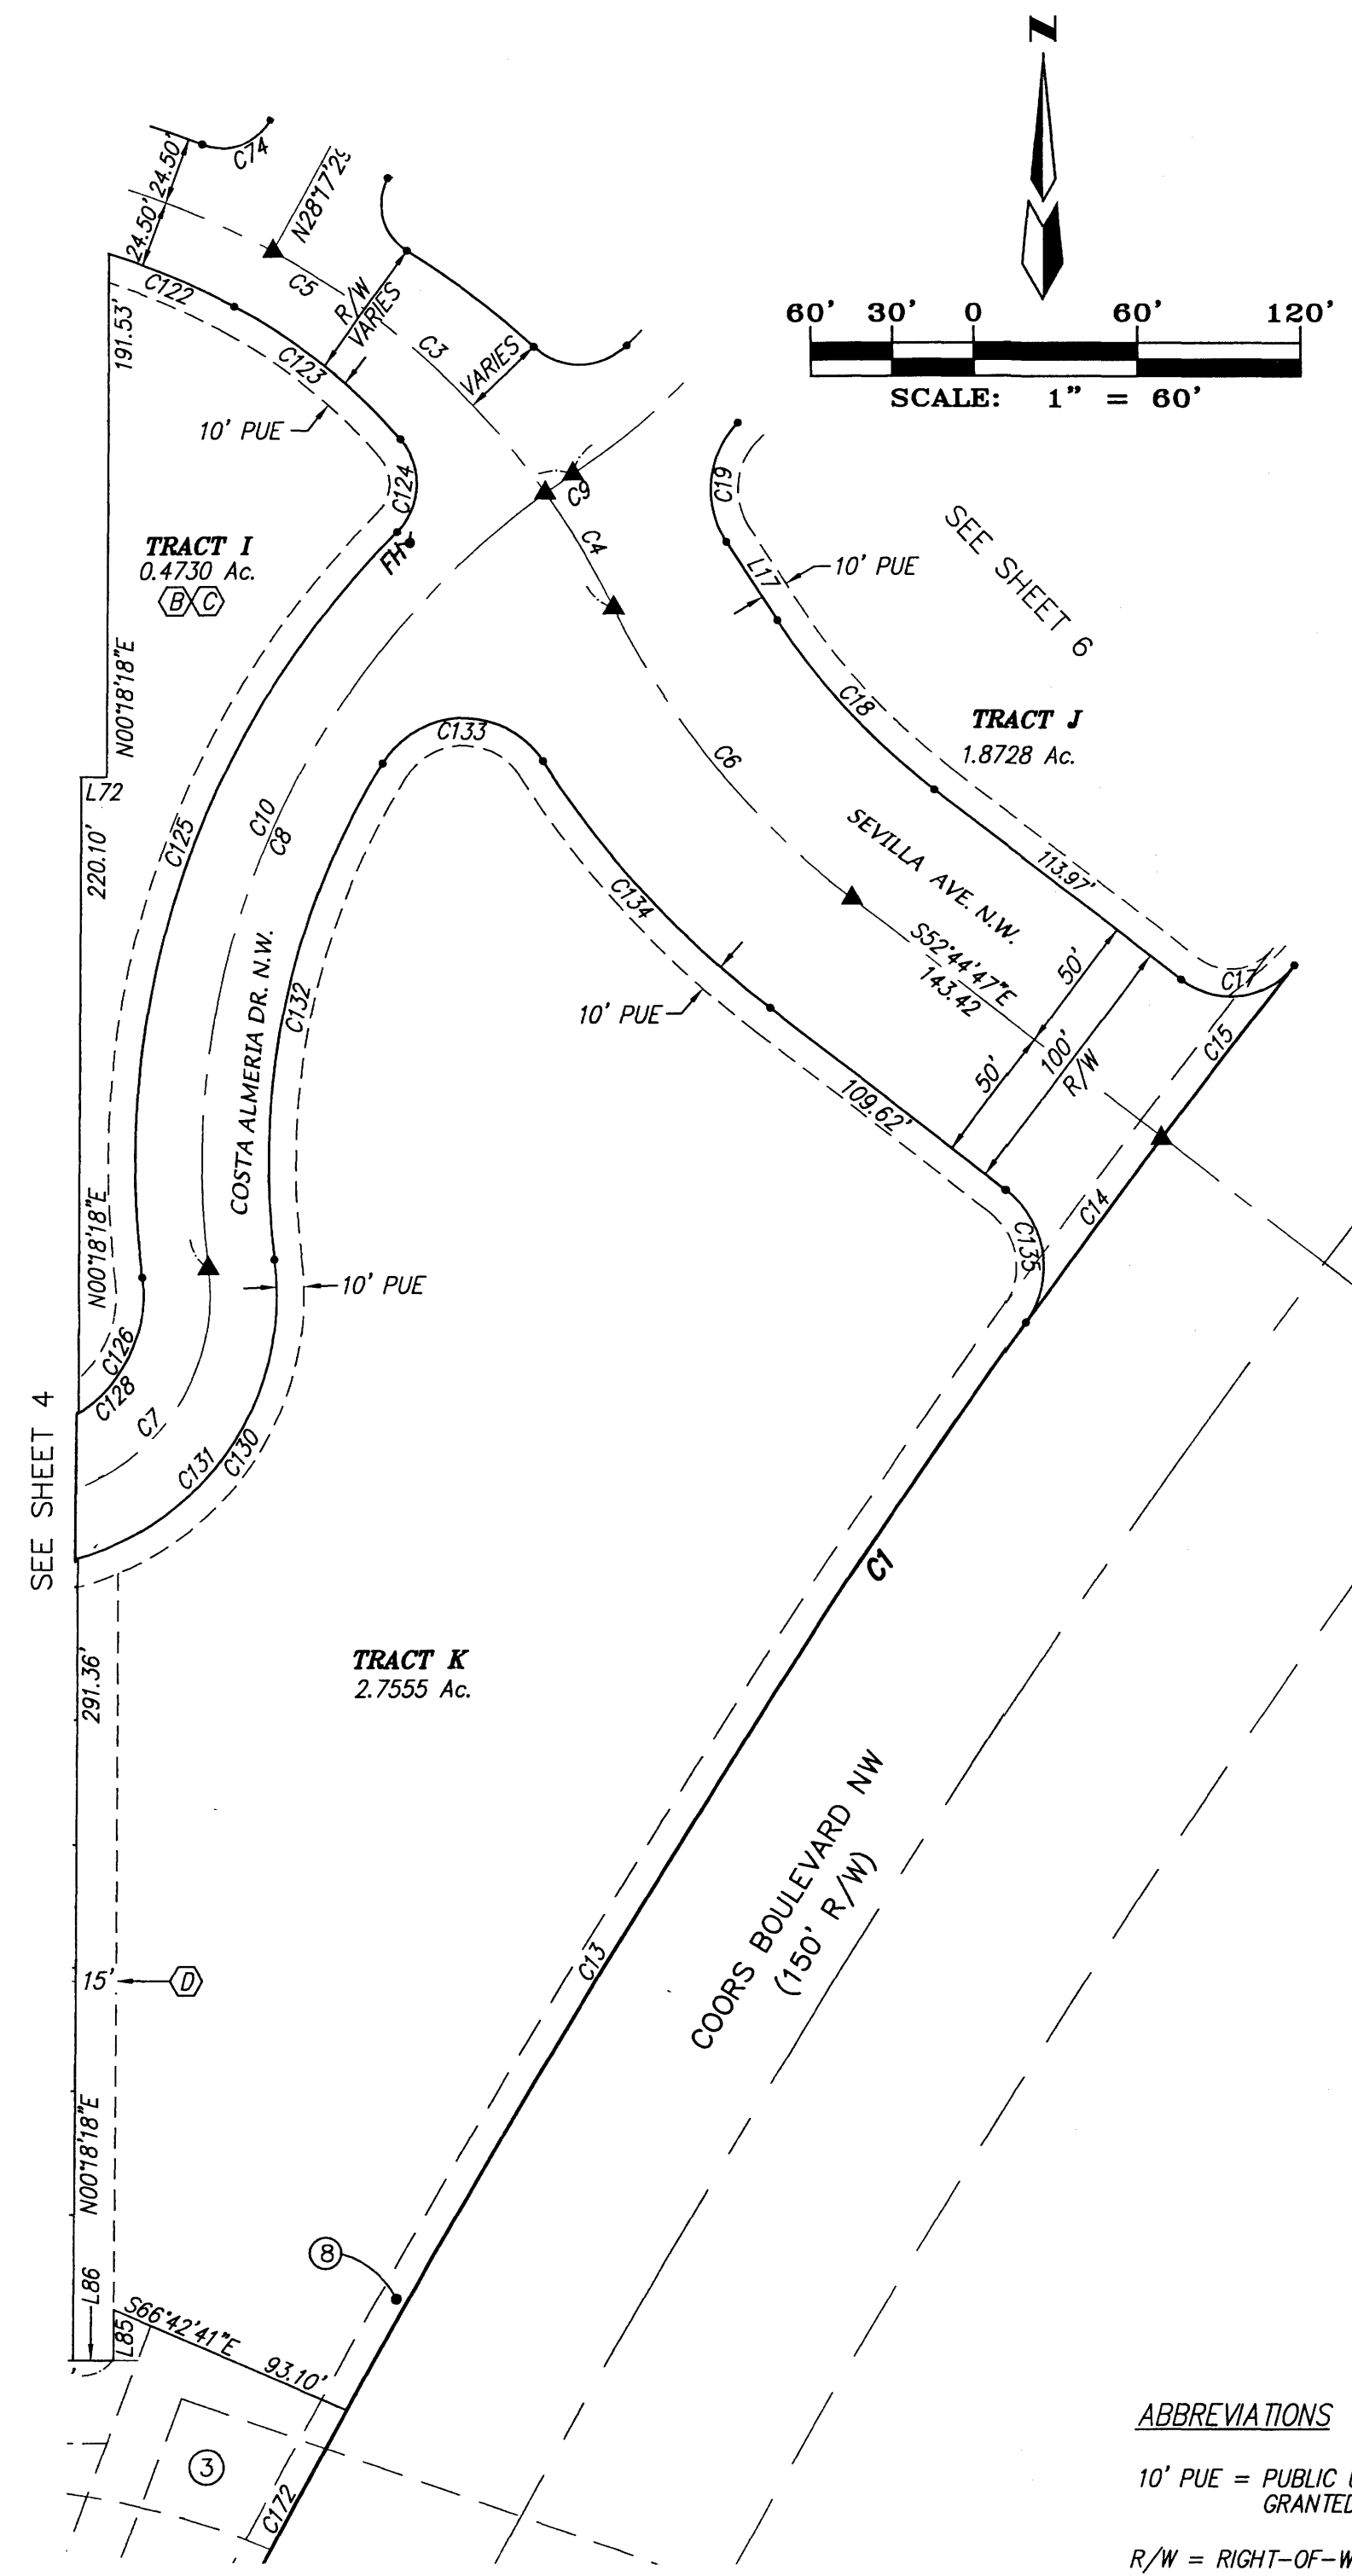 N
60' 30' 0 60' 120'
SCALE: 1" = 60'
C74
24.50'
24.50'
N28°17'29
C5
R/W
VARIES
C3
VARIES
C122
191.53'
C123
10' PUE
C124
FH
C9
C4
C19
L17
10' PUE
SEE SHEET 6
TRACT I
0.4730 Ac.
B C
N00°18'18"E
L72
220.10'
C133
C18
TRACT J
1.8728 Ac.
C6
C10
C8
C125
SEVILLA AVE. N.W.
113.97'
C134
S52°44'47"E
143.42
50'
50'
100'
R/W
C17
C15
COSTA ALMERIA DR. N.W.
C132
10' PUE
109.62'
C14
C135
N00°18'18"E
10' PUE
C126
C128
C7
C131
C130
SEE SHEET 4
C1
TRACT K
2.7555 Ac.
291.36'
COORS BOULEVARD NW
(150' R/W)
C13
15'
D
N00°18'18"E
8
L86
L85
S66°42'41"E
93.10'
3
C172
ABBREVIATIONS
10' PUE = PUBLIC
GRANTED
R/W = RIGHT-OF-W